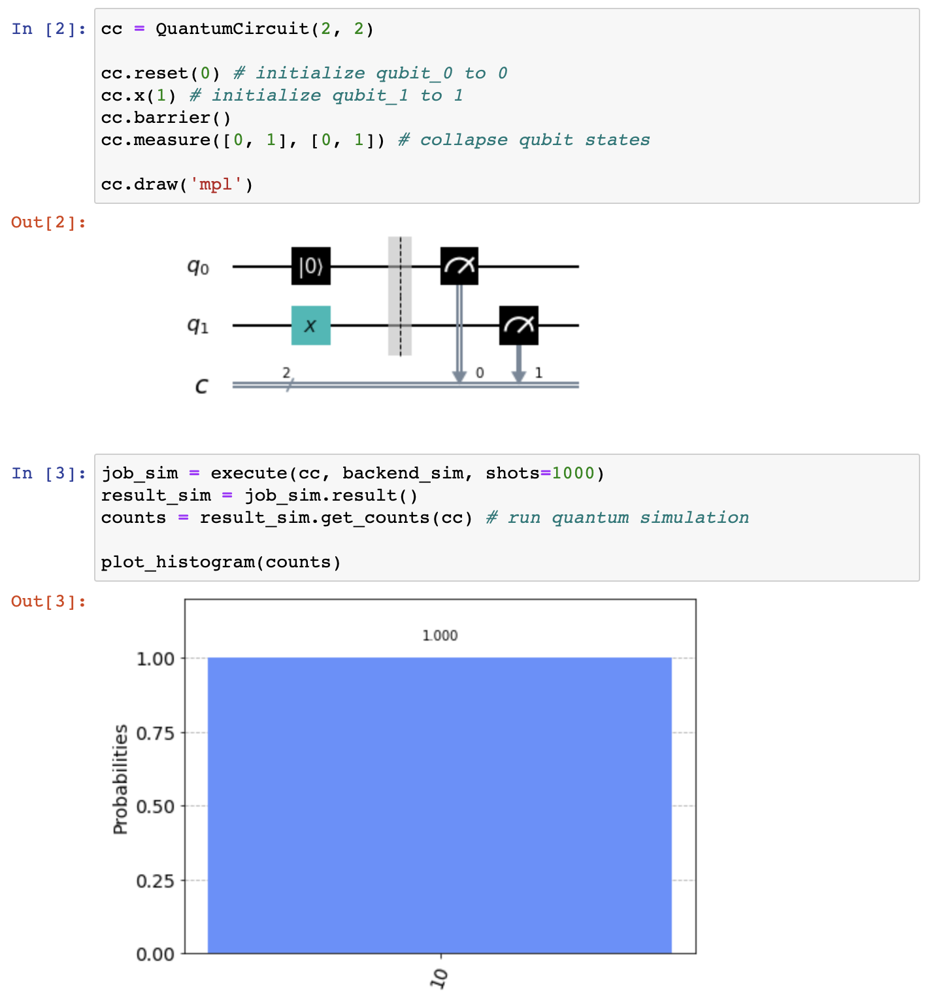 In [2]:
cc = QuantumCircuit(2, 2)
cc.reset(0) # initialize qubit_0 to 0
cc.x(1) # initialize qubit_1 to 1
cc.barrier()
cc.measure([0, 1], [0, 1]) # collapse qubit states
cc.draw('mpl')
Out[2]:
q0
|0⟩
q1
X
c
2
0
1
In [3]:
job_sim = execute(cc, backend_sim, shots=1000)
result_sim = job_sim.result()
counts = result_sim.get_counts(cc) # run quantum simulation
plot_histogram(counts)
Out[3]:
1.000
1.00
0.75
0.50
0.25
0.00
Probabilities
10